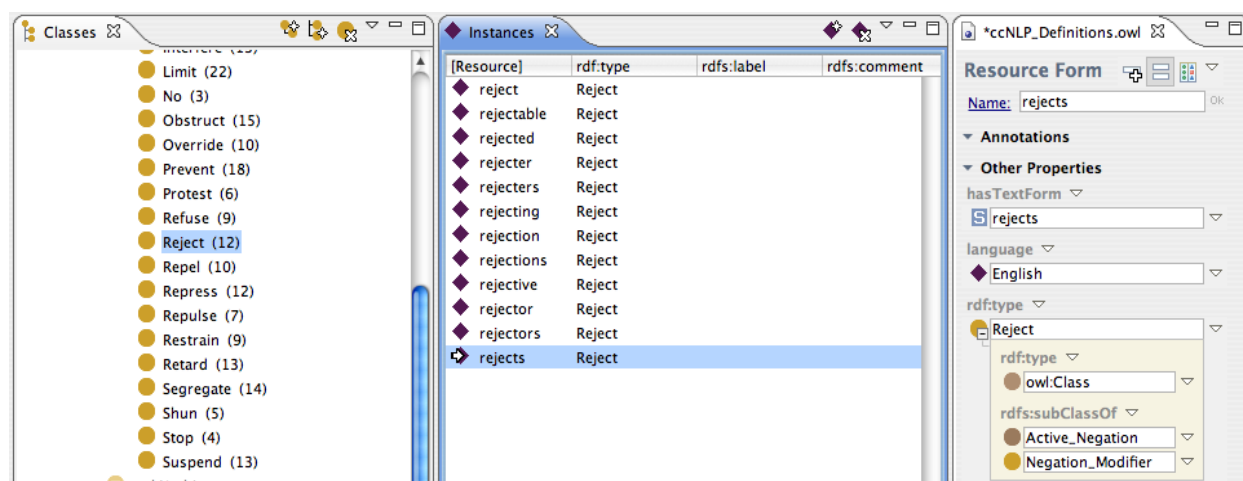 Classes
Limit (22)
No (3)
Obstruct (15)
Override (10)
Prevent (18)
Protest (6)
Refuse (9)
Reject (12)
Repel (10)
Repress (12)
Repulse (7)
Restrain (9)
Retard (13)
Segregate (14)
Shun (5)
Stop (4)
Suspend (13)
Instances
[Resource] rdf:type rdfs:label rdfs:comment
reject Reject
rejectable Reject
rejected Reject
rejecter Reject
rejecters Reject
rejecting Reject
rejection Reject
rejections Reject
rejective Reject
rejector Reject
rejectors Reject
rejects Reject
*ccNLP_Definitions.owl
Resource Form
Name: rejects Ok
Annotations
Other Properties
hasTextForm
S rejects
language
English
rdf:type
Reject
rdf:type
owl:Class
rdfs:subClassOf
Active_Negation
Negation_Modifier